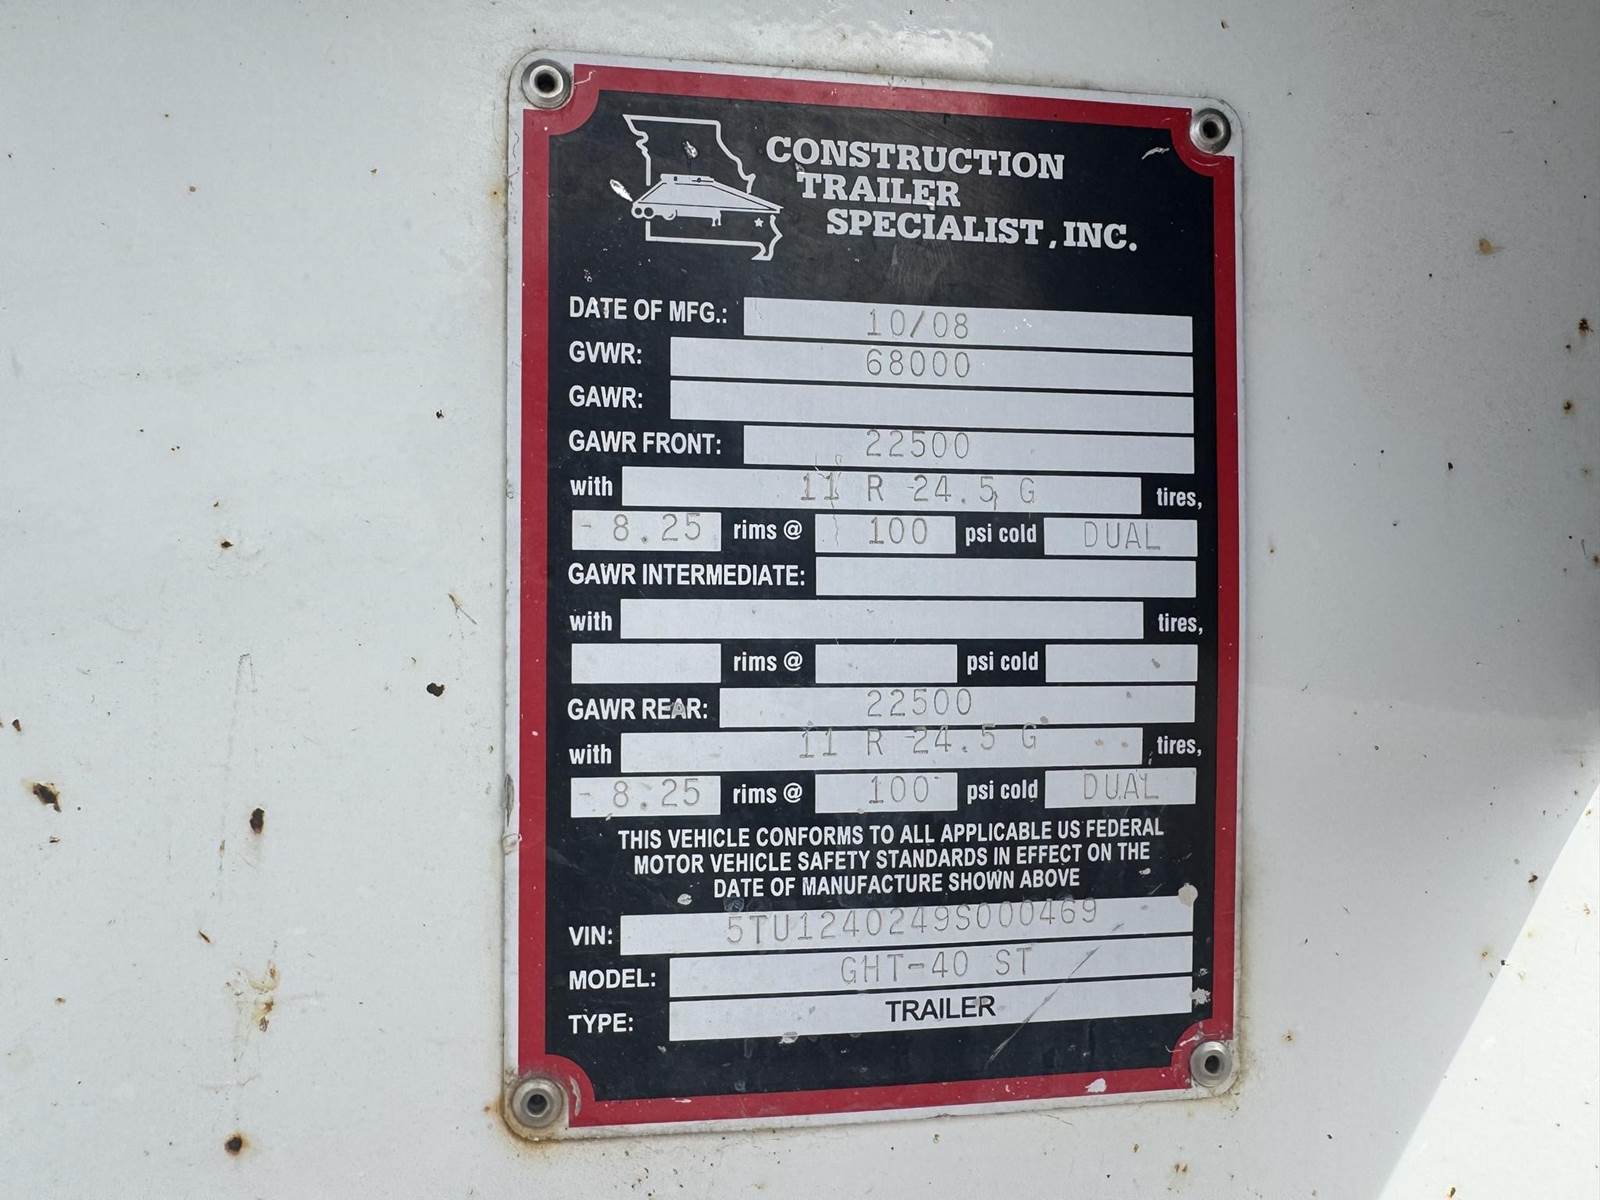 CONSTRUCTION
TRAILER
SPECIALIST, INC.
DATE OF MFG.: 10/08
GVWR: 68000
GAWR:
GAWR FRONT: 22500
with 11 R 24.5 G tires,
8.25 rims @ 100 psi cold DUAL
GAWR INTERMEDIATE:
with tires,
rims @ psi cold
GAWR REAR: 22500
with 11 R 24.5 G tires,
8.25 rims @ 100 psi cold DUAL
THIS VEHICLE CONFORMS TO ALL APPLICABLE US FEDERAL
MOTOR VEHICLE SAFETY STANDARDS IN EFFECT ON THE
DATE OF MANUFACTURE SHOWN ABOVE
VIN: 5TU1240249S000469
MODEL: GHT-40 ST
TYPE: TRAILER